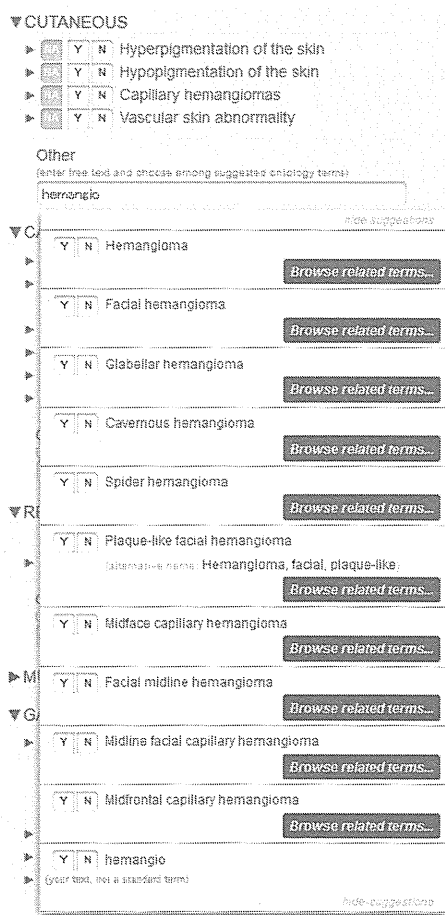 ▼CUTANEOUS
► NA Y N Hyperpigmentation of the skin
► NA Y N Hypopigmentation of the skin
► NA Y N Capillary hemangiomas
► NA Y N Vascular skin abnormality
Other
(enter free text and choose among suggested ontology terms)
hemangio
hide suggestions
▼CA
Y N Hemangioma
Browse related terms...
Y N Facial hemangioma
Browse related terms...
Y N Glabellar hemangioma
Browse related terms...
Y N Cavernous hemangioma
Browse related terms...
Y N Spider hemangioma
Browse related terms...
▼RE
Y N Plaque-like facial hemangioma
(alternative name: Hemangioma, facial, plaque-like)
Browse related terms...
Y N Midface capillary hemangioma
Browse related terms...
►M
Y N Facial midline hemangioma
Browse related terms...
▼GA
Y N Midline facial capillary hemangioma
Browse related terms...
Y N Midfrontal capillary hemangioma
Browse related terms...
Y N hemangio
(your text, not a standard term)
hide suggestions